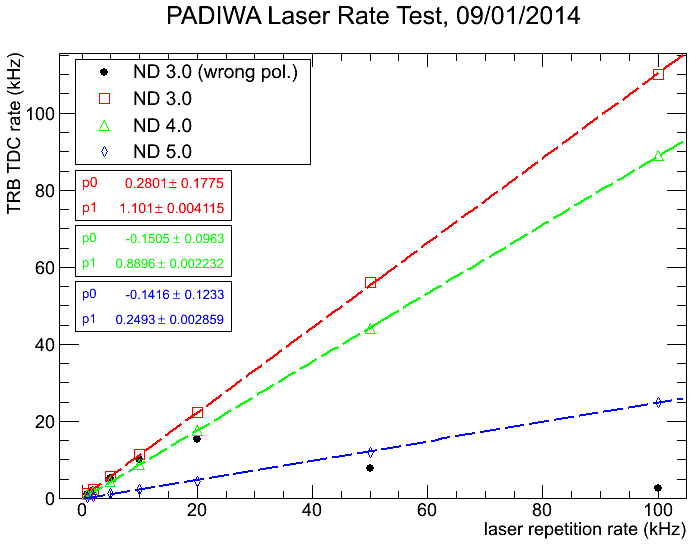 PADIWA Laser Rate Test, 09/01/2014
TRB TDC rate (kHz)
ND 3.0 (wrong pol.)
ND 3.0
ND 4.0
ND 5.0
p0 0.2801± 0.1775
p1 1.101± 0.004115
p0 -0.1505± 0.0963
p1 0.8896± 0.002232
p0 -0.1416± 0.1233
p1 0.2493± 0.002859
100
80
60
40
20
0
0 20 40 60 80 100
laser repetition rate (kHz)